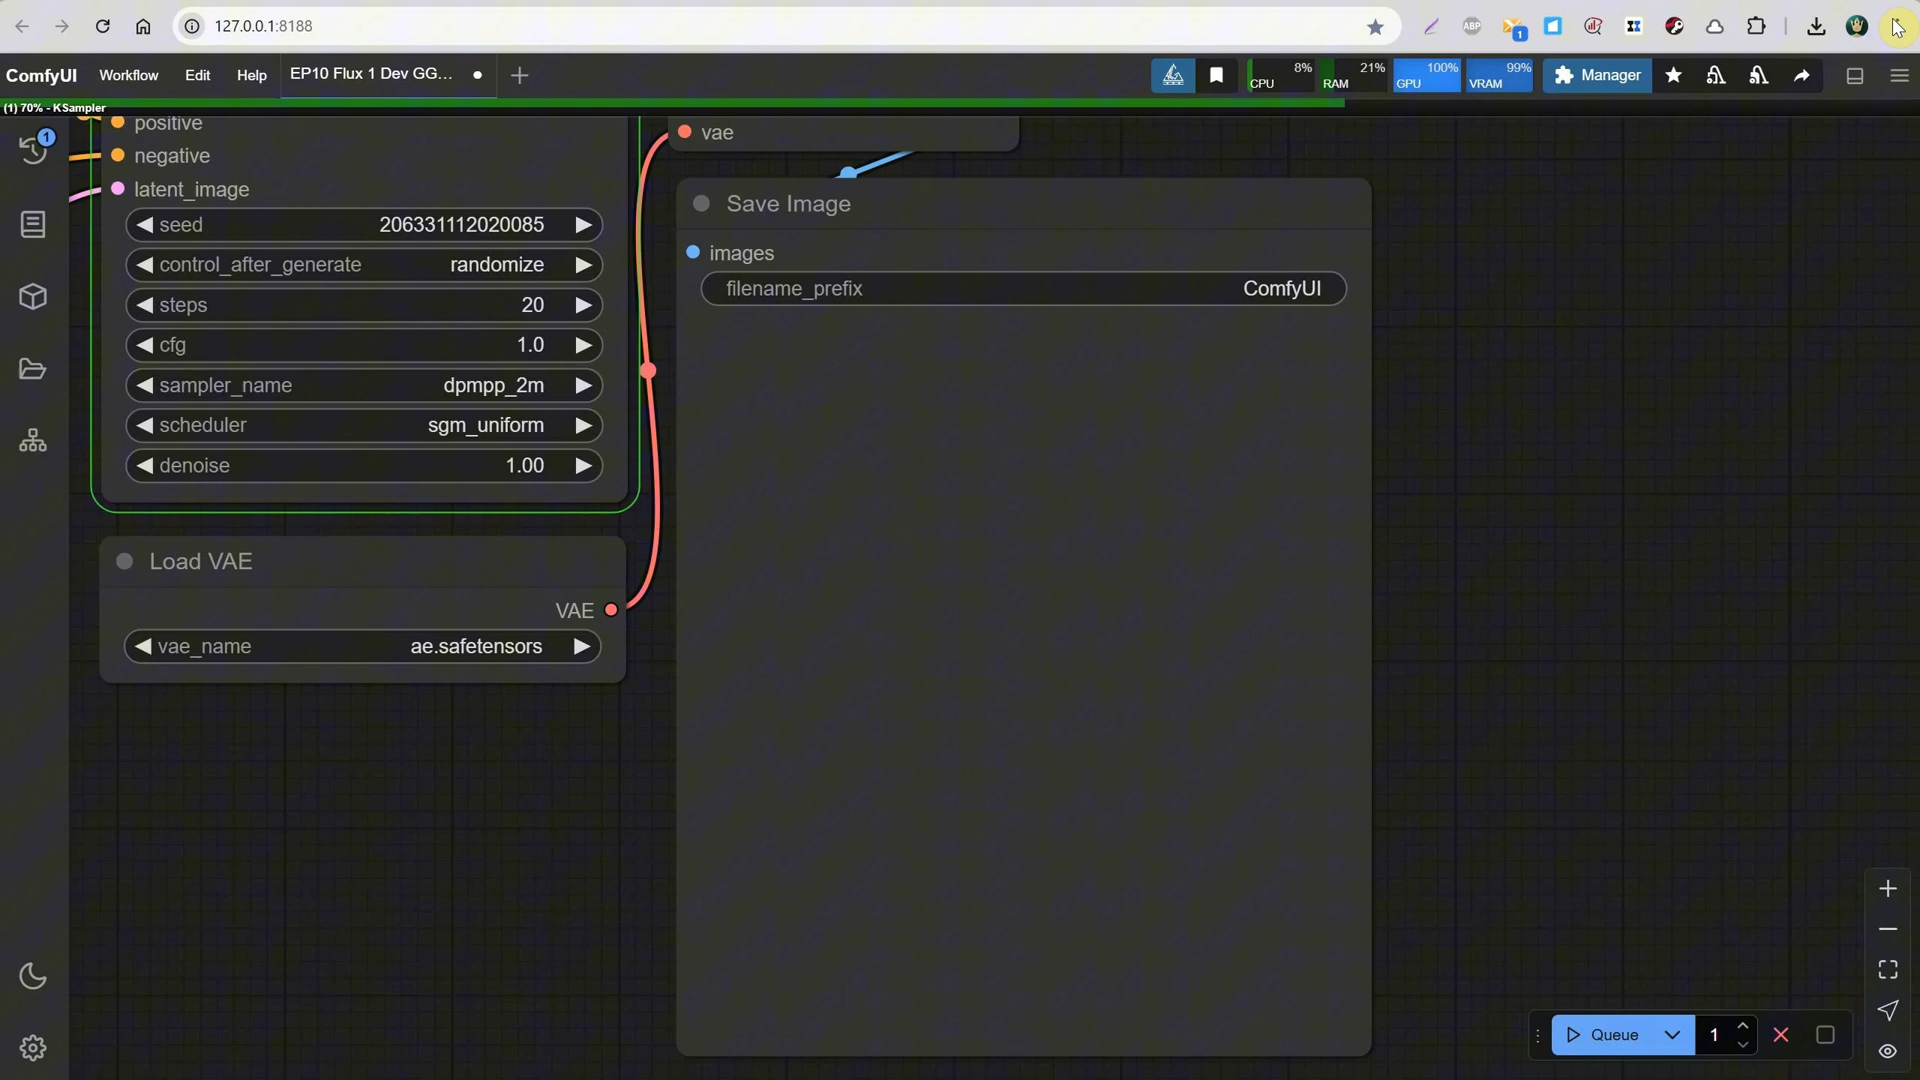 127.0.0.1:8188
ABP
1
ComfyUI Workflow Edit Help EP10 Flux 1 Dev GG...
CPU 8% RAM 21% GPU 100% VRAM 99%
Manager
(1) 70% - KSampler
1
positive
negative
latent_image
seed 206331112020085
control_after_generate randomize
steps 20
cfg 1.0
sampler_name dpmpp_2m
scheduler sgm_uniform
denoise 1.00
Load VAE
VAE
vae_name ae.safetensors
vae
Save Image
images
filename_prefix ComfyUI
Queue 1